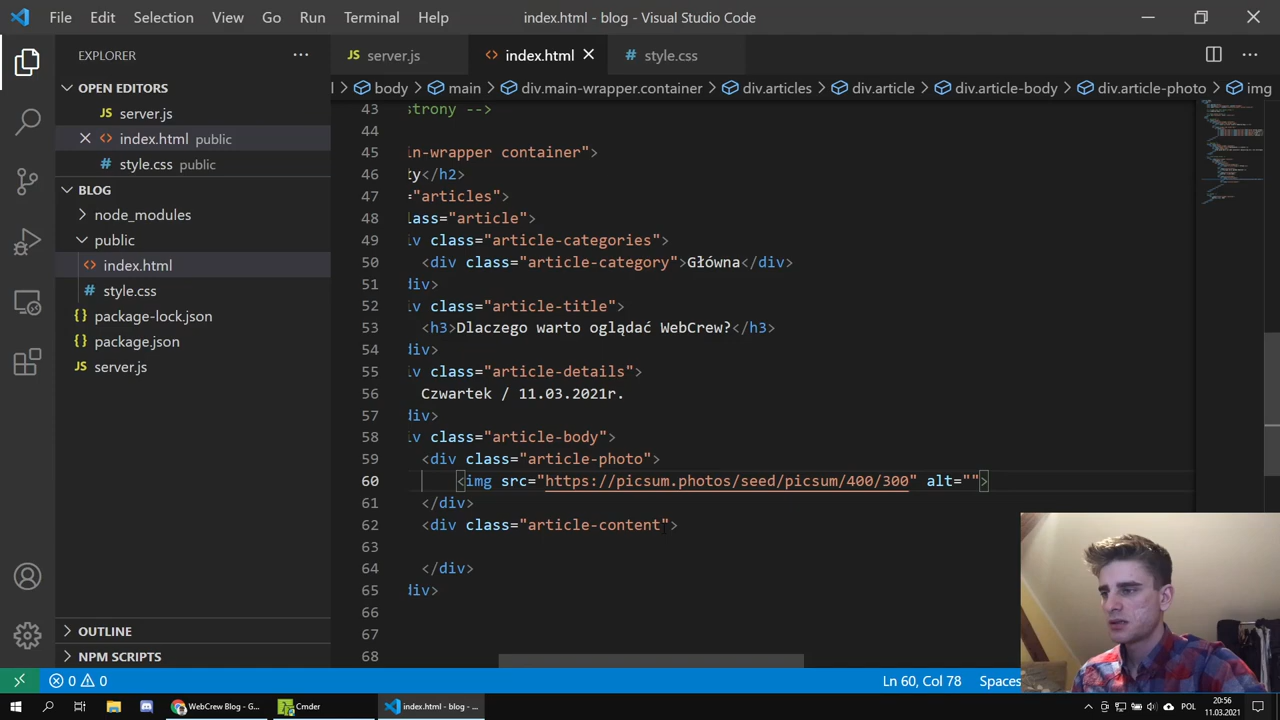 File Edit Selection View Go Run Terminal Help
index.html - blog - Visual Studio Code
EXPLORER
OPEN EDITORS
JS server.js
index.html public
style.css public
BLOG
node_modules
public
index.html
style.css
package-lock.json
package.json
JS server.js
OUTLINE
NPM SCRIPTS
JS server.js
index.html
style.css
body main div.main-wrapper.container div.articles div.article div.article-body div.article-photo img
43 strony -->
44
45 in-wrapper container">
46 ty</h2>
47 ="articles">
48 lass="article">
49 iv class="article-categories">
50 <div class="article-category">Główna</div>
51 div>
52 iv class="article-title">
53 <h3>Dlaczego warto oglądać WebCrew?</h3>
54 div>
55 iv class="article-details">
56 Czwartek / 11.03.2021r.
57 div>
58 iv class="article-body">
59 <div class="article-photo">
60 <img src="https://picsum.photos/seed/picsum/400/300" alt="">
61 </div>
62 <div class="article-content">
63
64 </div>
65 div>
66
67
68
0 0
Ln 60, Col 78
Spaces
WebCrew Blog - G...
Cmder
index.html - blog - ...
POL
20:56
11.03.2021